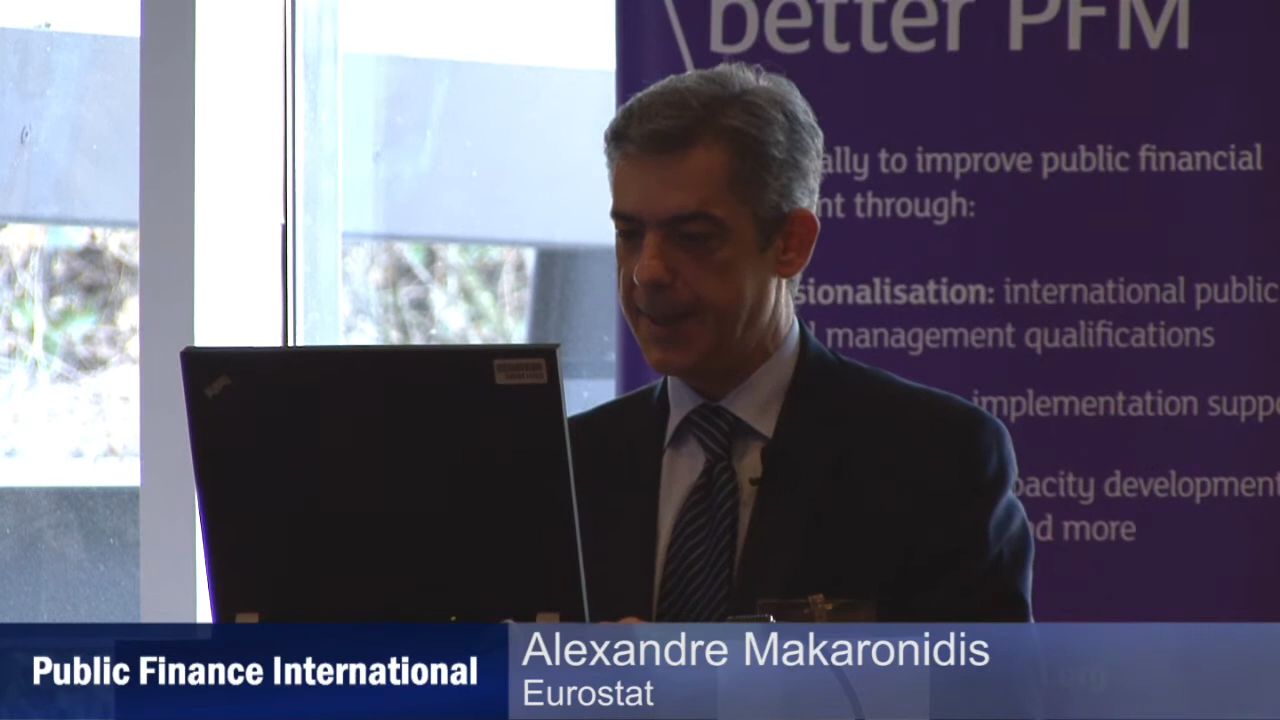 better PFM
ally to improve public financial
nt through:
sionalisation: international public
management qualifications
implementation suppo
pacity development
nd more
Public Finance International
Alexandre Makaronidis
Eurostat